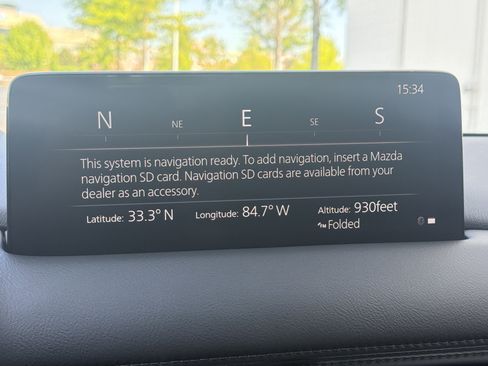 15:34
N NE E SE S
This system is navigation ready. To add navigation, insert a Mazda
navigation SD card. Navigation SD cards are available from your
dealer as an accessory.
Latitude: 33.3° N Longitude: 84.7° W Altitude: 930feet
Folded